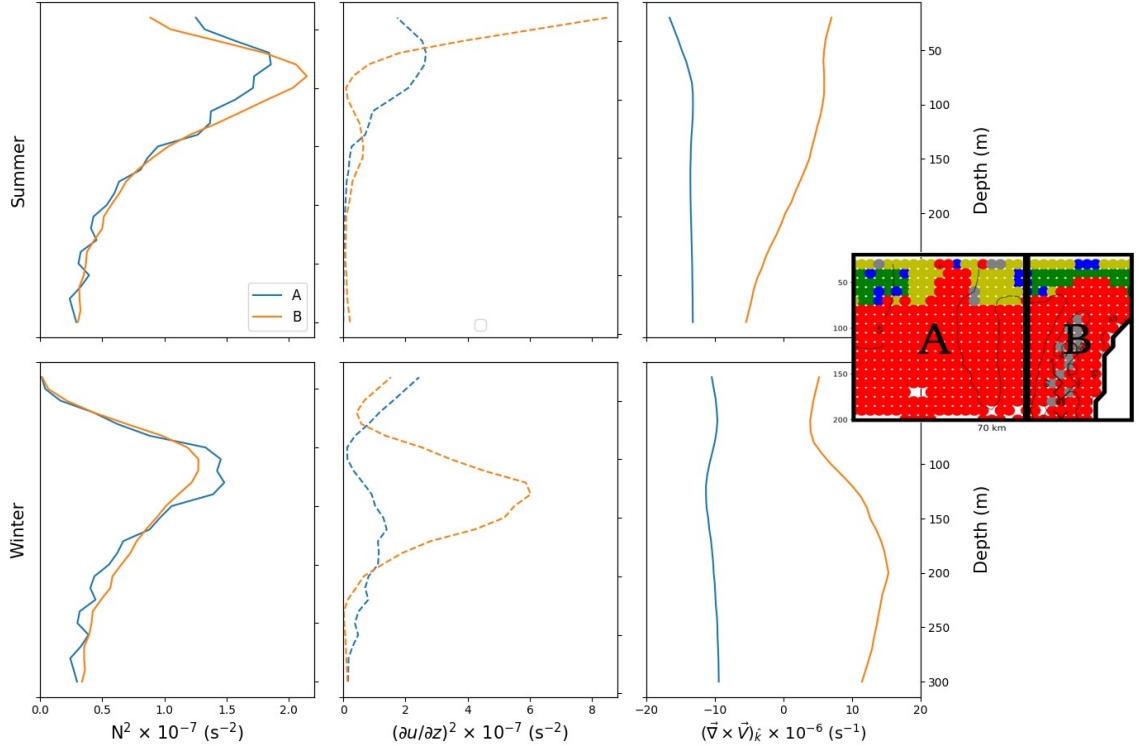 Summer
A
B
50
100
150
200
Depth (m)
50
100
150
200
A
B
70 km
Winter
100
150
200
250
300
Depth (m)
0.0 0.5 1.0 1.5 2.0
N² × 10⁻⁷ (s⁻²)
0 2 4 6 8
(∂u/∂z)² × 10⁻⁷ (s⁻²)
−20 −10 0 10 20
(∇⃗ × V⃗)k̂ × 10⁻⁶ (s⁻¹)